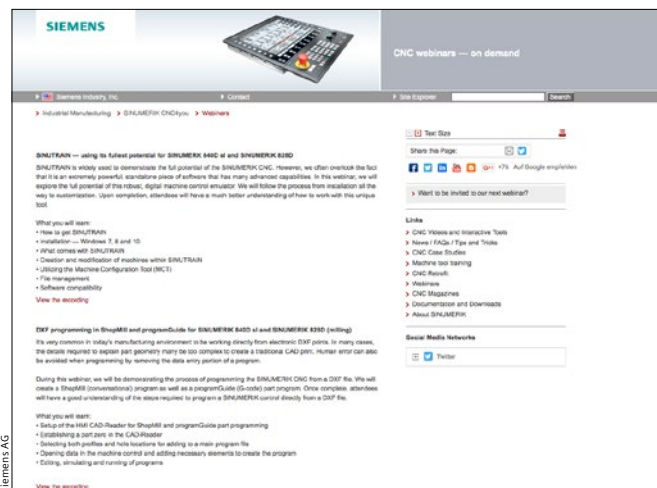 SIEMENS
CNC webinars — on demand
Siemens Industry, Inc.
Contact
Site Explorer
Search
Industrial Manufacturing
SINUMERIK CNC4you
Webinars
SINUTRAIN — using its fullest potential for SINUMERIK 840D sl and SINUMERIK 828D
SINUTRAIN is widely used to demonstrate the full potential of the SINUMERIK CNC. However, we often overlook the fact
that it is an extremely powerful, standalone piece of software that has many advanced capabilities. In this webinar, we will
explore the full potential of this robust, digital machine control emulator. We will follow the process from installation all the
way to customization. Upon completion, attendees will have a much better understanding of how to work with this unique
tool.
What you will learn:
• How to get SINUTRAIN
• Installation — Windows 7, 8 and 10
• What comes with SINUTRAIN
• Creation and modification of machines within SINUTRAIN
• Utilizing the Machine Configuration Tool (MCT)
• File management
• Software compatibility
View the recording
DXF programming in ShopMill and programGuide for SINUMERIK 840D sl and SINUMERIK 828D (milling)
It's very common in today's manufacturing environment to be working directly from electronic DXF prints. In many cases,
the details required to explain part geometry may be too complex to create a traditional CAD print. Human error can also
be avoided when programming by removing the data entry portion of a program.
During this webinar, we will be demonstrating the process of programming the SINUMERIK CNC from a DXF file. We will
create a ShopMill (conversational) program as well as a programGuide (G-code) part program. Once complete, attendees
will have a good understanding of the steps required to program a SINUMERIK control directly from a DXF file.
What you will learn:
• Setup of the HMI CAD-Reader for ShopMill and programGuide part programming
• Establishing a part zero in the CAD-Reader
• Selecting both profiles and hole locations for adding to a main program file
• Opening data in the machine control and adding necessary elements to create the program
• Editing, simulating and running of programs
View the recording
Text Size
Share this Page:
+76 Auf Google empfehlen
Want to be invited to our next webinar?
Links
CNC Videos and Interactive Tools
News / FAQs / Tips and Tricks
CNC Case Studies
Machine tool training
CNC Retrofit
Webinars
CNC Magazines
Documentation and Downloads
About SINUMERIK
Social Media Networks
Twitter
Siemens AG